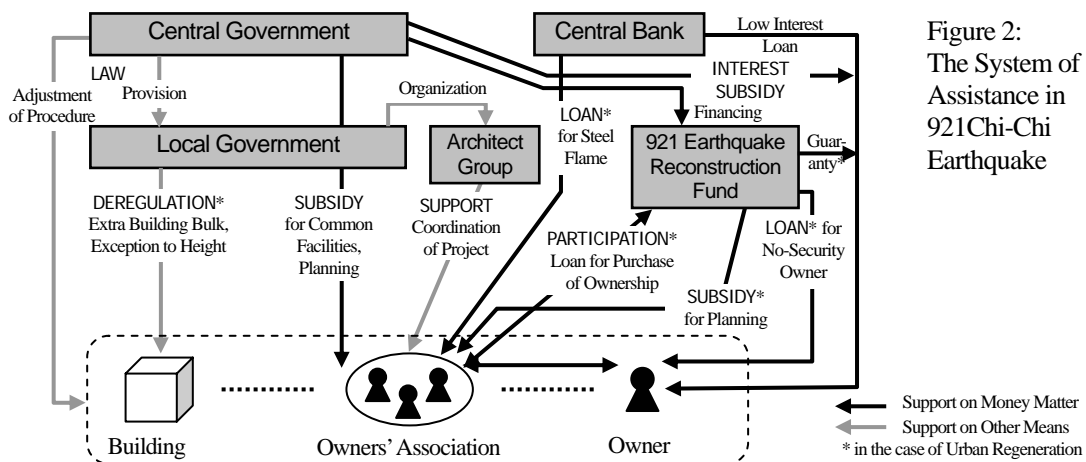 Central Government
Central Bank
Low Interest
Loan
Figure 2:
The System of
Assistance in
921Chi-Chi
Earthquake
Adjustment
of Procedure
LAW
Provision
Organization
INTEREST
SUBSIDY
Financing
LOAN*
for Steel
Flame
Local Government
Architect
Group
921 Earthquake
Reconstruction
Fund
Guar-
anty*
DEREGULATION*
Extra Building Bulk,
Exception to Height
SUBSIDY
for Common
Facilities,
Planning
SUPPORT
Coordination
of Project
PARTICIPATION*
Loan for Purchase
of Ownership
LOAN* for
No-Security
Owner
SUBSIDY*
for Planning
Building
Owners' Association
Owner
Support on Money Matter
Support on Other Means
* in the case of Urban Regeneration